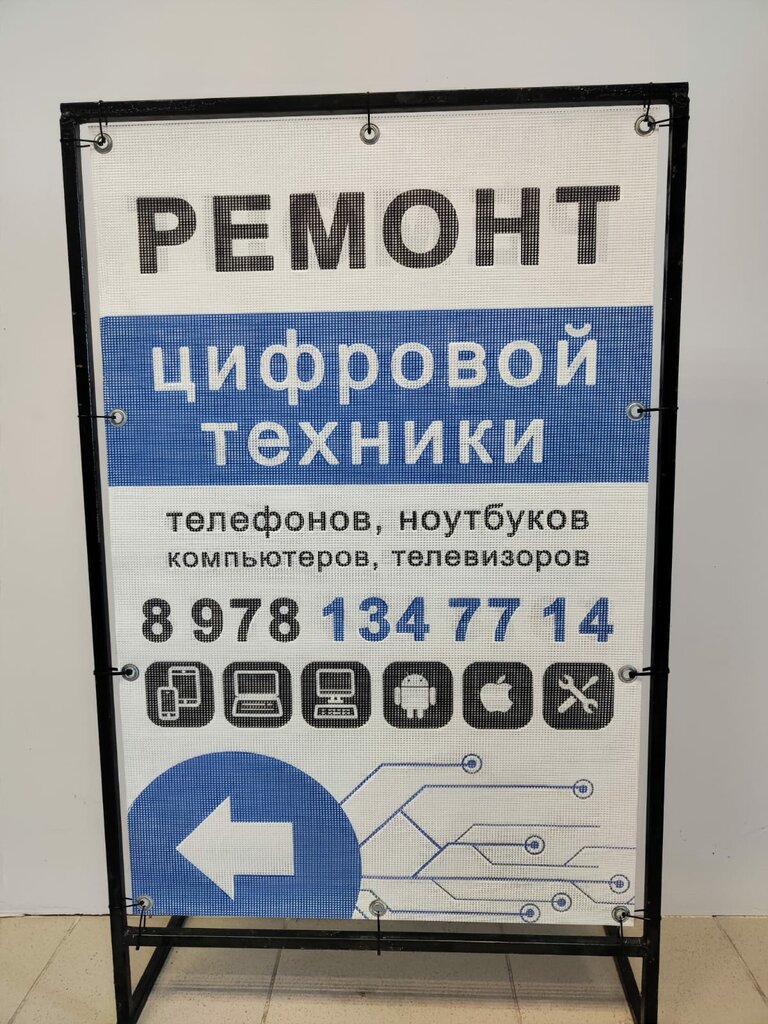 РЕМОНТ
цифровой
техники
телефонов, ноутбуков
компьютеров, телевизоров
8 978 134 77 14